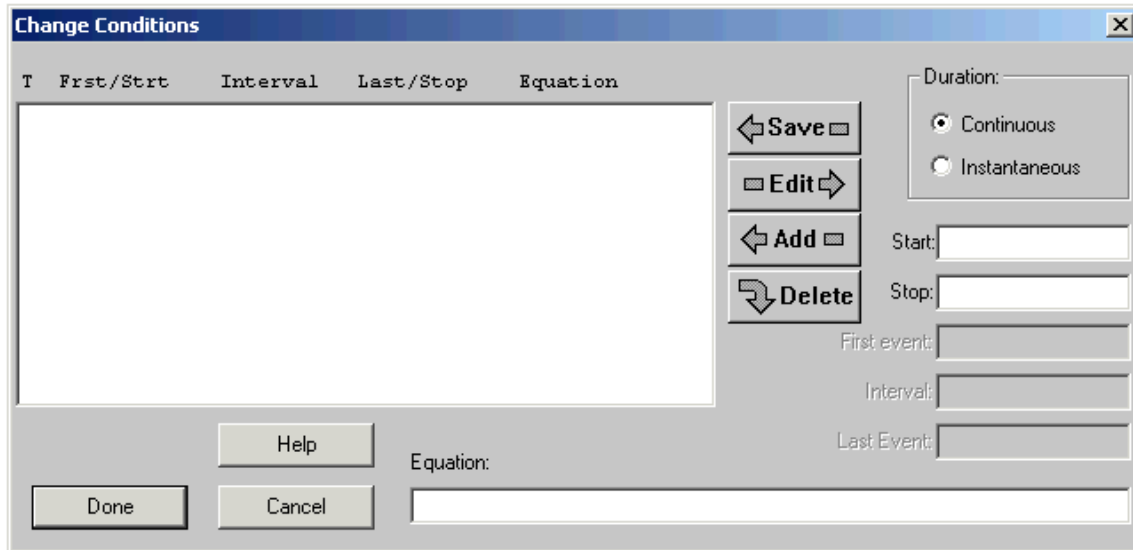 Change Conditions
T Frst/Strt Interval Last/Stop Equation
Duration:
Continuous
Instantaneous
Save
Edit
Add
Delete
Start:
Stop:
First event:
Interval:
Last Event:
Help
Equation:
Done
Cancel